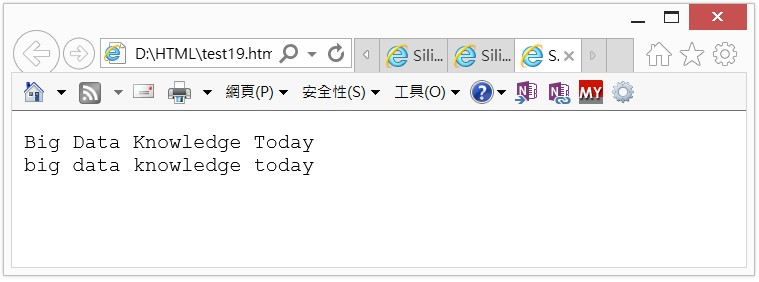 D:\HTML\test19.htm
Sili...
Sili...
S.
網頁(P)
安全性(S)
工具(O)
?
N
N
MY
Big Data Knowledge Today
big data knowledge today